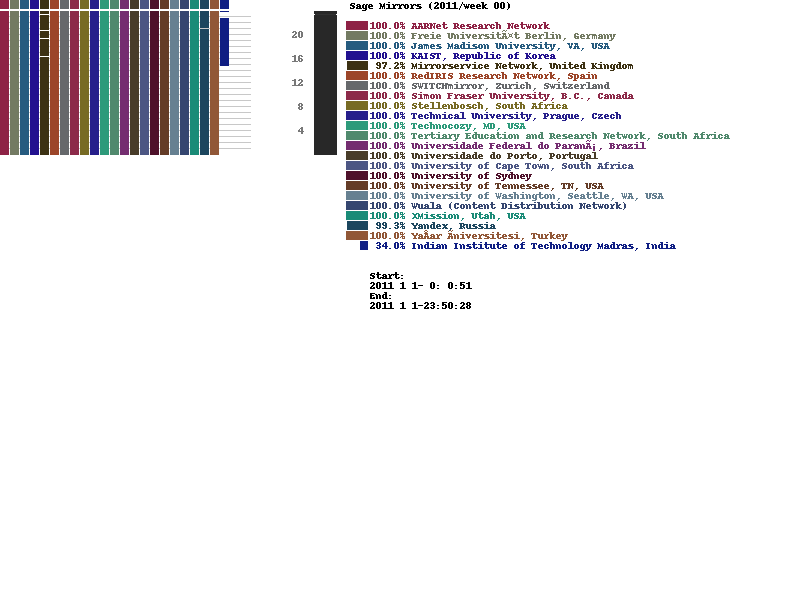 Sage Mirrors (2011/week 00)
100.0% AARNet Research Network
100.0% Freie UniversitÃ¤t Berlin, Germany
100.0% James Madison University, VA, USA
100.0% KAIST, Republic of Korea
97.2% Mirrorservice Network, United Kingdom
100.0% RedIRIS Research Network, Spain
100.0% SWITCHmirror, Zurich, Switzerland
100.0% Simon Fraser University, B.C., Canada
100.0% Stellenbosch, South Africa
100.0% Technical University, Prague, Czech
100.0% Technocozy, MD, USA
100.0% Tertiary Education and Research Network, South Africa
100.0% Universidade Federal do ParanÃ¡, Brazil
100.0% Universidade do Porto, Portugal
100.0% University of Cape Town, South Africa
100.0% University of Sydney
100.0% University of Tennessee, TN, USA
100.0% University of Washington, Seattle, WA, USA
100.0% Wuala (Content Distribution Network)
100.0% XMission, Utah, USA
99.3% Yandex, Russia
100.0% YaÅar Ãniversitesi, Turkey
34.0% Indian Institute of Technology Madras, India
20
16
12
8
4
Start:
2011 1 1- 0: 0:51
End:
2011 1 1-23:50:28